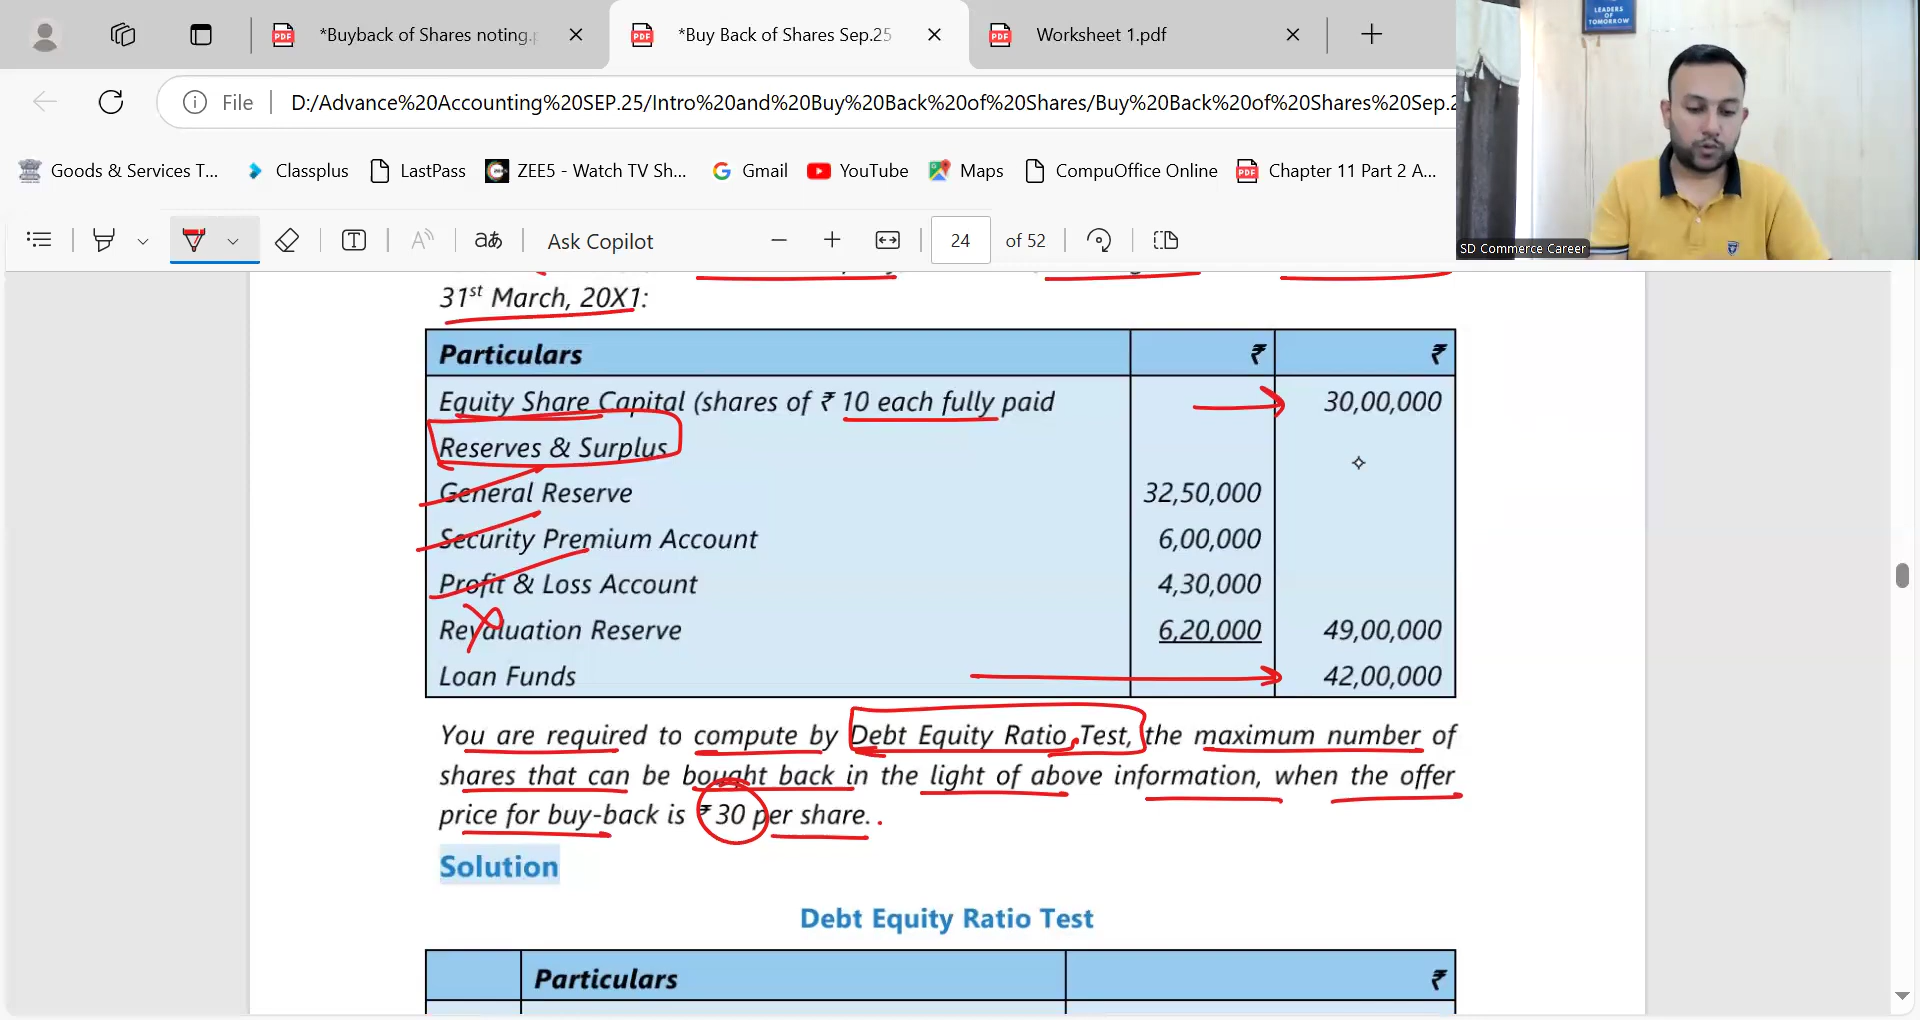 *Buyback of Shares noting.p
*Buy Back of Shares Sep.25
Worksheet 1.pdf
File
D:/Advance%20Accounting%20SEP.25/Intro%20and%20Buy%20Back%20of%20Shares/Buy%20Back%20of%20Shares%20Sep.2
Goods & Services T...
Classplus
LastPass
ZEE5 - Watch TV Sh...
Gmail
YouTube
Maps
CompuOffice Online
Chapter 11 Part 2 A...
Ask Copilot
24 of 52
LEADERS
OF
TOMORROW
SD Commerce Career
31st March, 20X1:
Particulars ₹ ₹
Equity Share Capital (shares of ₹ 10 each fully paid 30,00,000
Reserves & Surplus
General Reserve 32,50,000
Security Premium Account 6,00,000
Profit & Loss Account 4,30,000
Revaluation Reserve 6,20,000 49,00,000
Loan Funds 42,00,000
You are required to compute by Debt Equity Ratio Test, the maximum number of
shares that can be bought back in the light of above information, when the offer
price for buy-back is ₹ 30 per share.
Solution
Debt Equity Ratio Test
Particulars ₹